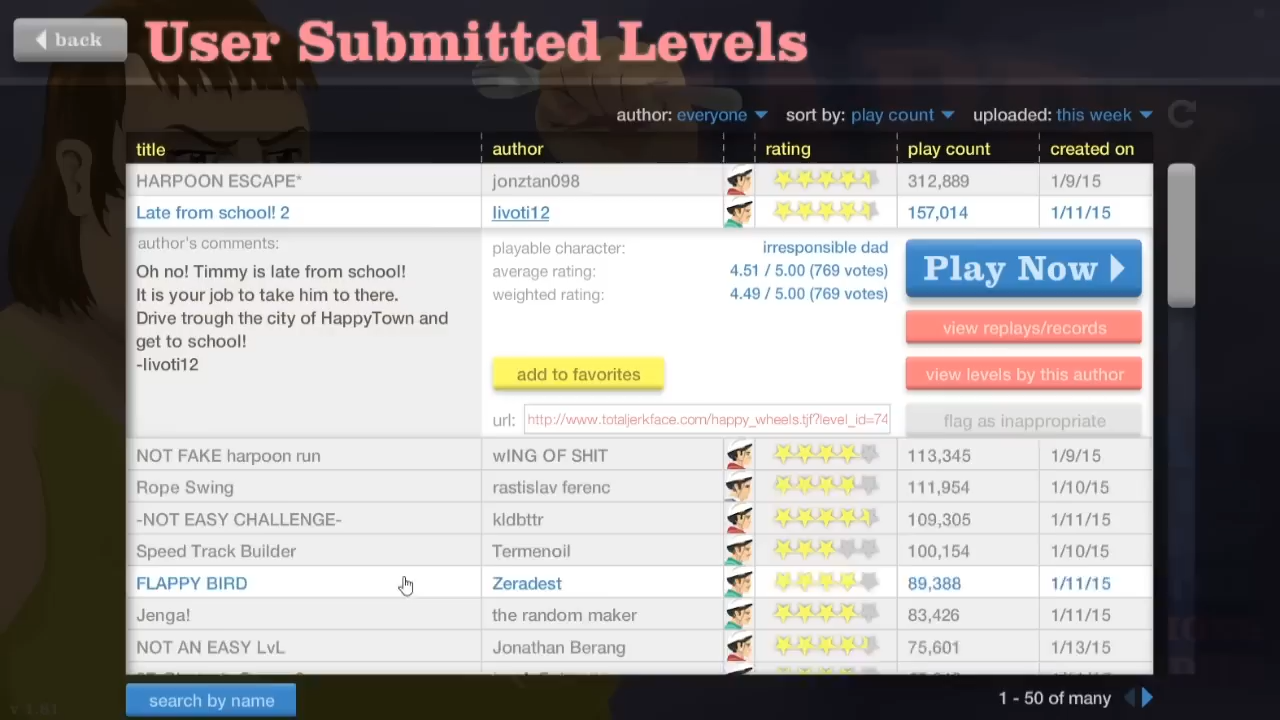 back
User Submitted Levels
author: everyone sort by: play count uploaded: this week
title author rating play count created on
HARPOON ESCAPE* jonztan098 312,889 1/9/15
Late from school! 2 livoti12 157,014 1/11/15
author's comments:
Oh no! Timmy is late from school!
It is your job to take him to there.
Drive trough the city of HappyTown and
get to school!
-livoti12
playable character: irresponsible dad
average rating: 4.51 / 5.00 (769 votes)
weighted rating: 4.49 / 5.00 (769 votes)
add to favorites
url: http://www.totaljerkface.com/happy_wheels.tjf?level_id=74
Play Now
view replays/records
view levels by this author
flag as inappropriate
NOT FAKE harpoon run wING OF SHIT 113,345 1/9/15
Rope Swing rastislav ferenc 111,954 1/10/15
-NOT EASY CHALLENGE- kldbttr 109,305 1/11/15
Speed Track Builder Termenoil 100,154 1/10/15
FLAPPY BIRD Zeradest 89,388 1/11/15
Jenga! the random maker 83,426 1/11/15
NOT AN EASY LvL Jonathan Berang 75,601 1/13/15
search by name
1 - 50 of many
v 1.81